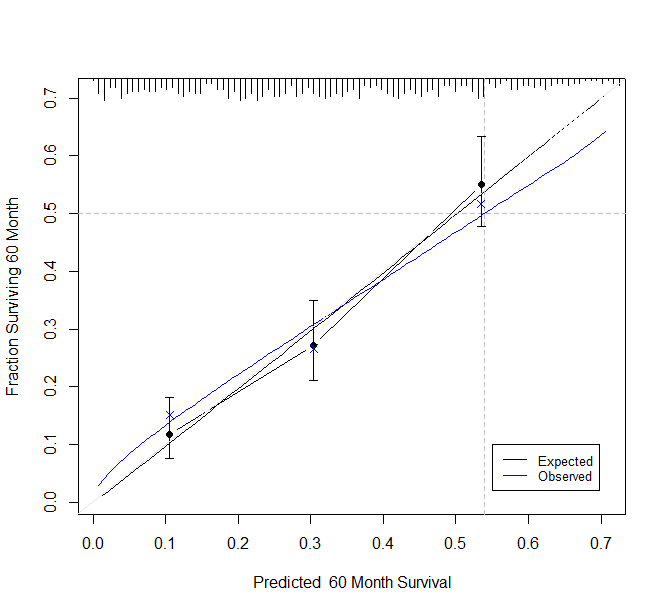 0.7
0.6
0.5
0.4
0.3
0.2
0.1
0.0
Fraction Surviving 60 Month
Expected
Observed
0.0 0.1 0.2 0.3 0.4 0.5 0.6 0.7
Predicted 60 Month Survival